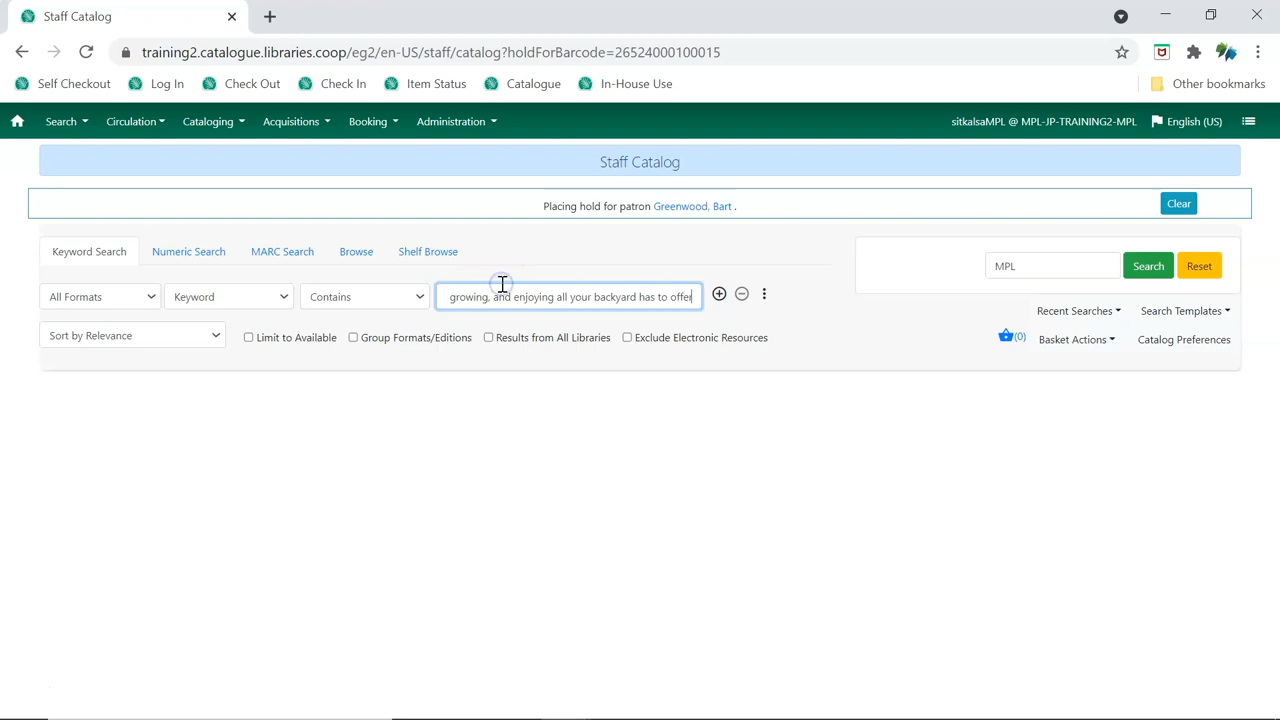 Staff Catalog
training2.catalogue.libraries.coop/eg2/en-US/staff/catalog?holdForBarcode=26524000100015
Self Checkout Log In Check Out Check In Item Status Catalogue In-House Use Other bookmarks
Search Circulation Cataloging Acquisitions Booking Administration sitkalsaMPL @ MPL-JP-TRAINING2-MPL English (US)
Staff Catalog
Placing hold for patron Greenwood, Bart . Clear
Keyword Search Numeric Search MARC Search Browse Shelf Browse
MPL Search Reset
All Formats Keyword Contains growing, and enjoying all your backyard has to offer
Recent Searches Search Templates
Sort by Relevance Limit to Available Group Formats/Editions Results from All Libraries Exclude Electronic Resources (0) Basket Actions Catalog Preferences